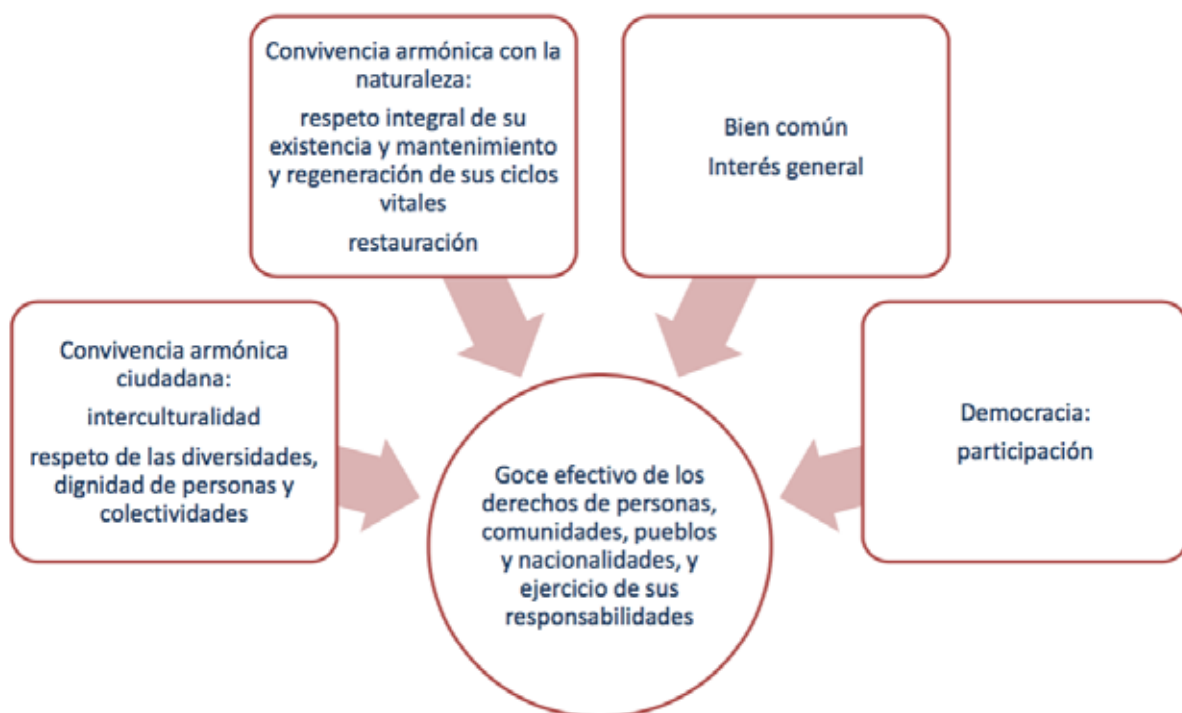 Convivencia armónica con la
naturaleza:
respeto integral de su
existencia y mantenimiento
y regeneración de sus ciclos
vitales
restauración
Bien común
Interés general
Convivencia armónica
ciudadana:
interculturalidad
respeto de las diversidades,
dignidad de personas y
colectividades
Democracia:
participación
Goce efectivo de los
derechos de personas,
comunidades, pueblos
y nacionalidades, y
ejercicio de sus
responsabilidades